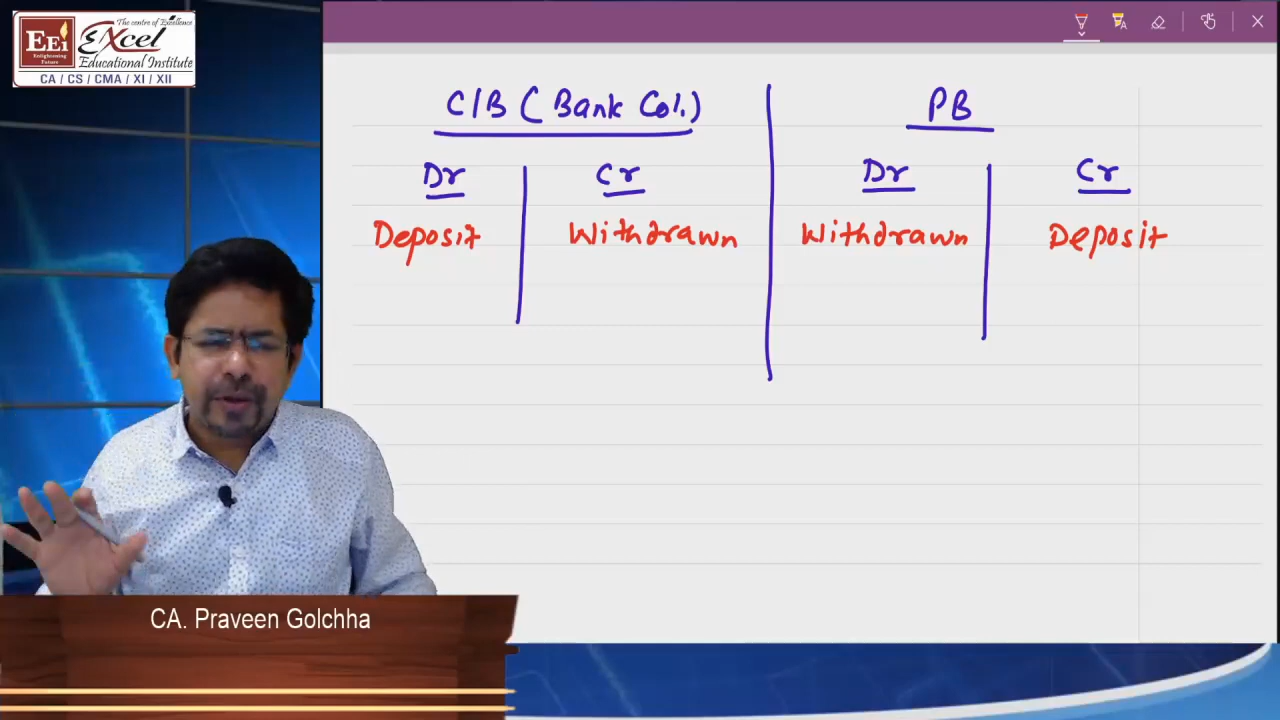 The centre of Excellence
EEi
Enlightening
Future
Excel
Educational Institute
CA / CS / CMA / XI / XII
C/B ( Bank Col.)
PB
Dr
Cr
Dr
Cr
Deposit
Withdrawn
Withdrawn
Deposit
CA. Praveen Golchha